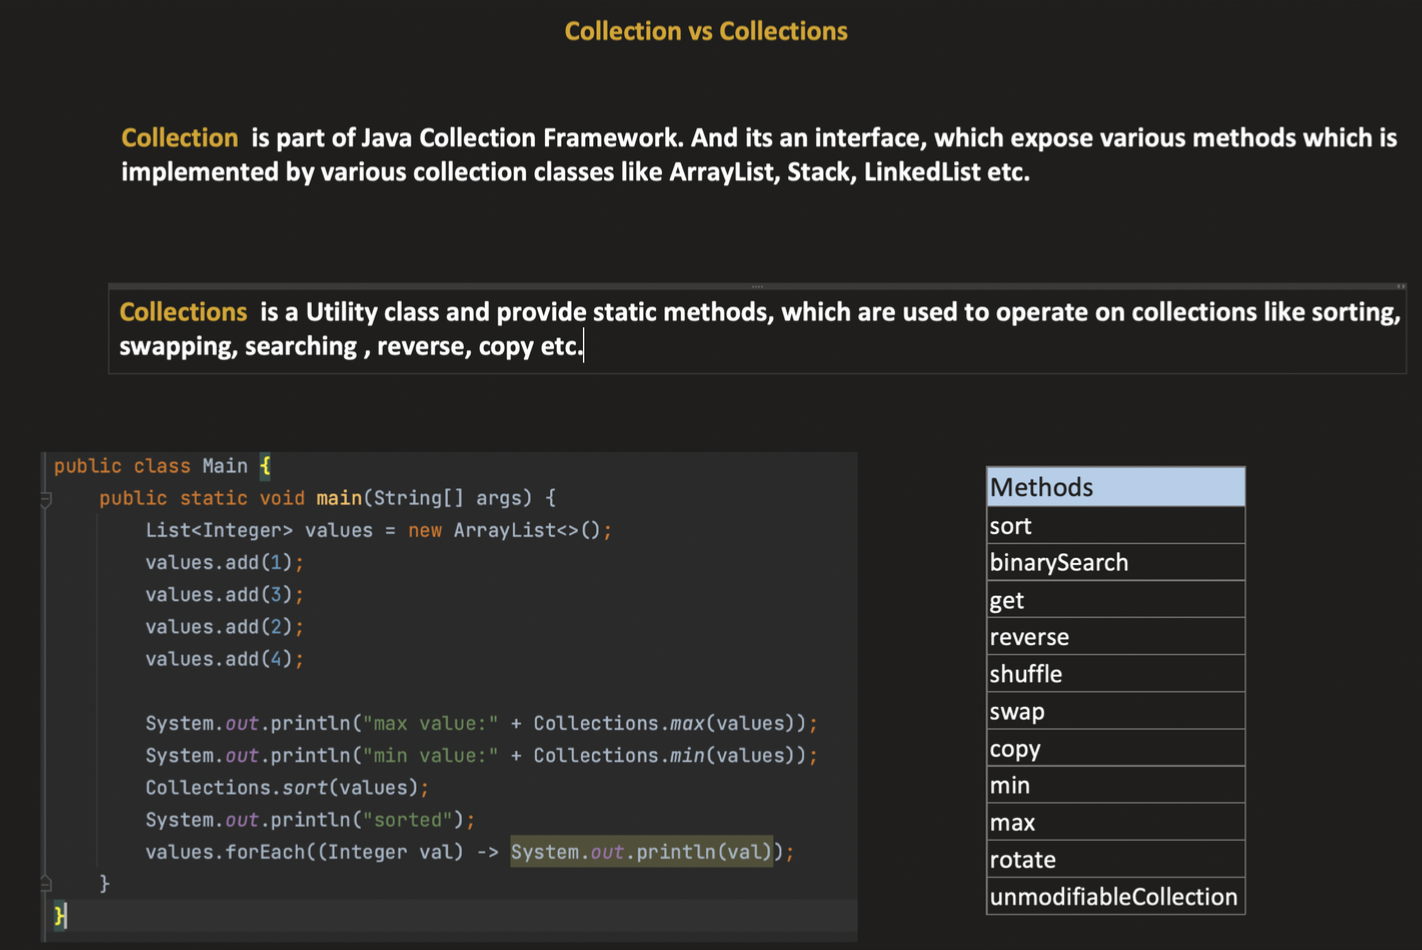 Collection vs Collections
Collection is part of Java Collection Framework. And its an interface, which expose various methods which is
implemented by various collection classes like ArrayList, Stack, LinkedList etc.
Collections is a Utility class and provide static methods, which are used to operate on collections like sorting,
swapping, searching , reverse, copy etc.
public class Main {
    public static void main(String[] args) {
        List<Integer> values = new ArrayList<>();
        values.add(1);
        values.add(3);
        values.add(2);
        values.add(4);
        System.out.println("max value:" + Collections.max(values));
        System.out.println("min value:" + Collections.min(values));
        Collections.sort(values);
        System.out.println("sorted");
        values.forEach((Integer val) -> System.out.println(val));
    }
}
Methods
sort
binarySearch
get
reverse
shuffle
swap
copy
min
max
rotate
unmodifiableCollection